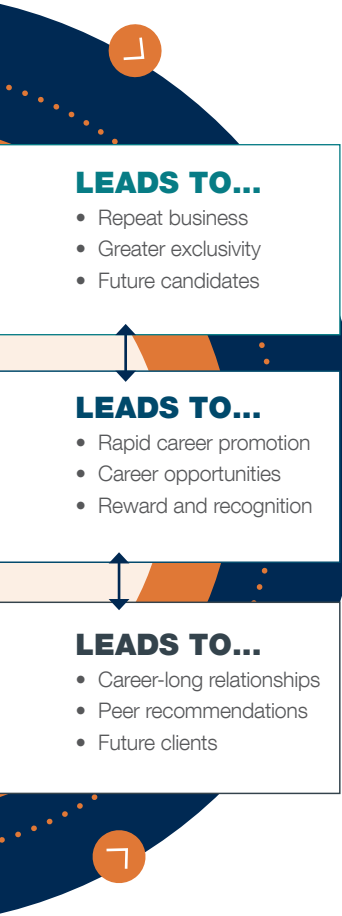 LEADS TO...
• Repeat business
• Greater exclusivity
• Future candidates
LEADS TO...
• Rapid career promotion
• Career opportunities
• Reward and recognition
LEADS TO...
• Career-long relationships
• Peer recommendations
• Future clients